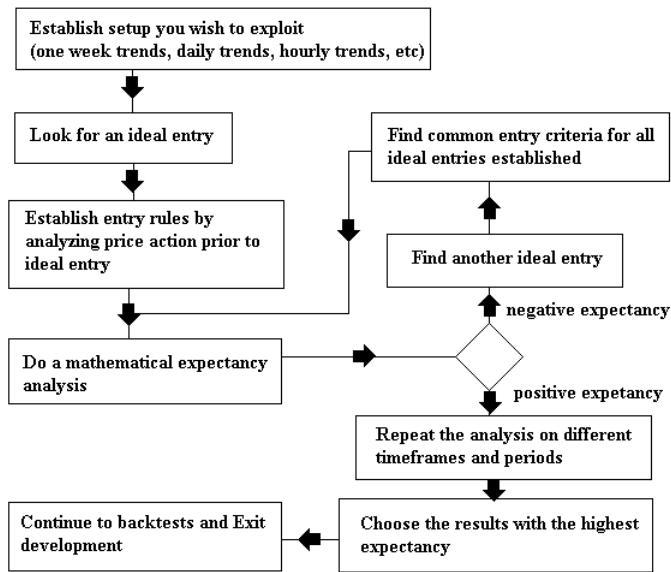 Establish setup you wish to exploit
(one week trends, daily trends, hourly trends, etc)
Look for an ideal entry
Establish entry rules by
analyzing price action prior to
ideal entry
Do a mathematical expectancy
analysis
Find common entry criteria for all
ideal entries established
Find another ideal entry
negative expectancy
positive expetancy
Repeat the analysis on different
timeframes and periods
Choose the results with the highest
expectancy
Continue to backtests and Exit
development